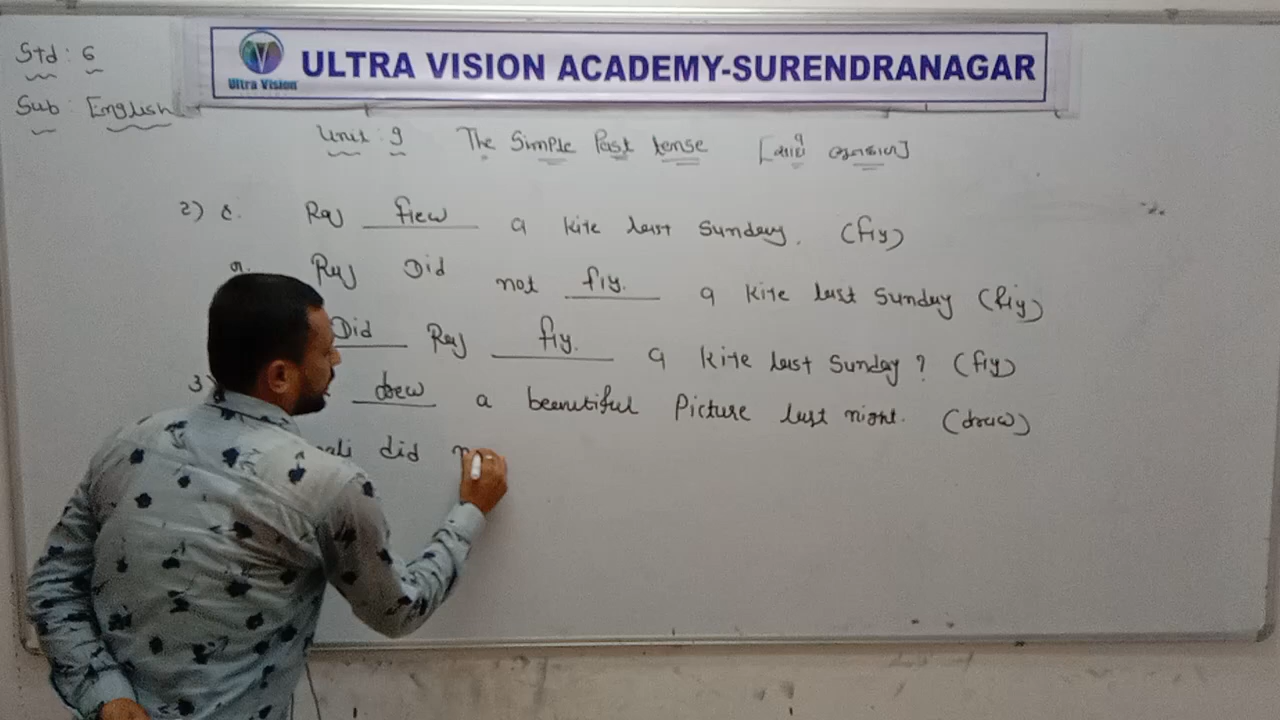 Std : 6
Sub : English
Ultra Vision
ULTRA VISION ACADEMY-SURENDRANAGAR
Unit : 9 The Simple Past tense
2) Raj flew a kite last Sunday. (fly)
Raj Did not fly. a kite last Sunday (fly)
Did Raj fly. a kite last Sunday ? (fly)
3) drew a beautiful Picture last night. (draw)
did